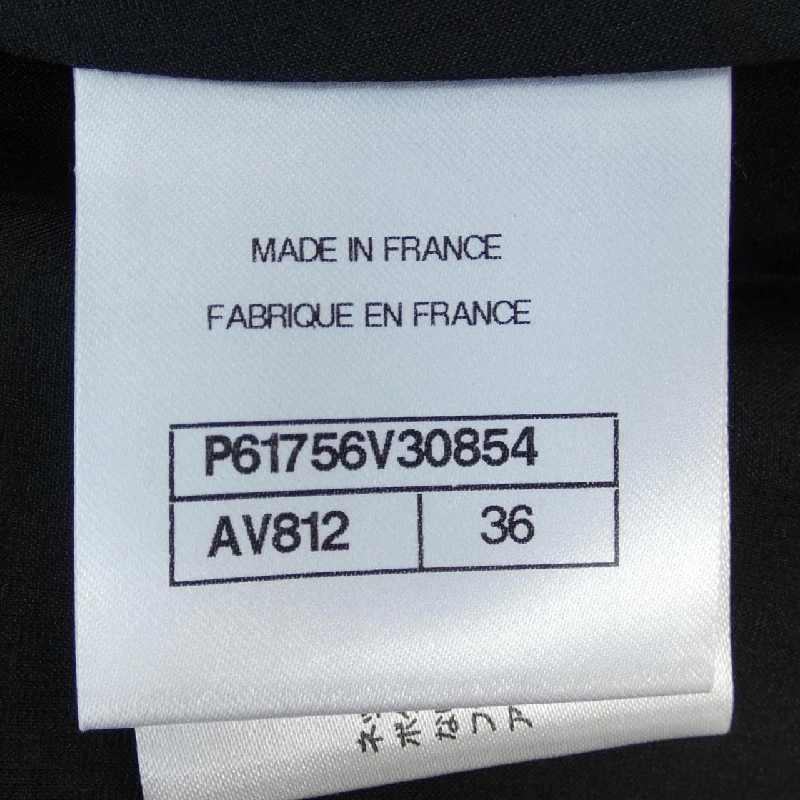 MADE IN FRANCE
FABRIQUE EN FRANCE
P61756V30854
AV812 36